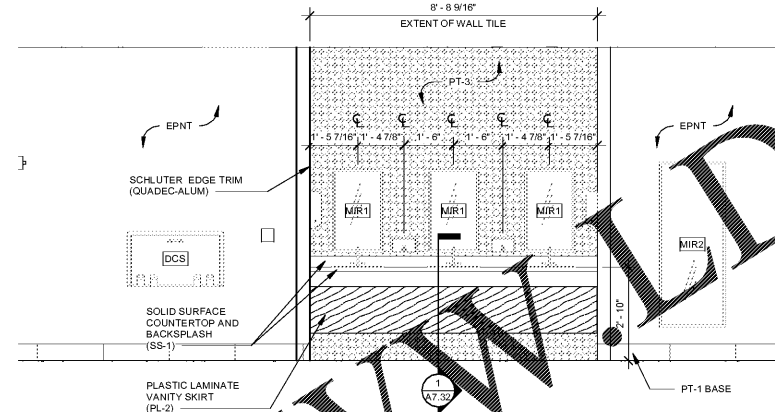 8' - 8 9/16"
EXTENT OF WALL TILE
PT-3
EPNT
EPNT
1' - 5 7/16" 1' - 4 7/8" 1' - 6" 1' - 6" 1' - 4 7/8" 1' - 5 7/16"
SCHLUTER EDGE TRIM
(QUADEC-ALUM)
MIR1
MIR1
MIR1
MIR2
DCS
SOLID SURFACE
COUNTERTOP AND
BACKSPLASH
(SS-1)
2' - 10"
PLASTIC LAMINATE
VANITY SKIRT
(PL-2)
1
A7.32
PT-1 BASE